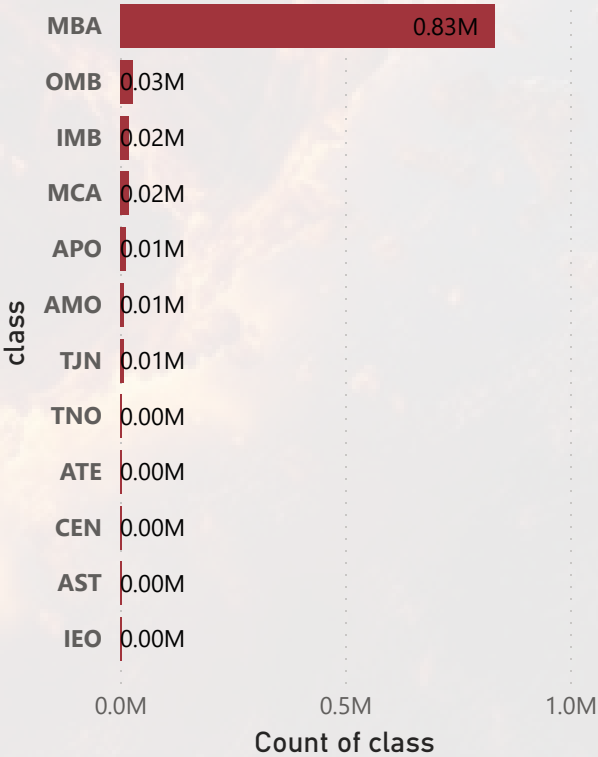 MBA 0.83M
OMB 0.03M
IMB 0.02M
MCA 0.02M
APO 0.01M
AMO 0.01M
TJN 0.01M
TNO 0.00M
ATE 0.00M
CEN 0.00M
AST 0.00M
IEO 0.00M
class
0.0M 0.5M 1.0M
Count of class